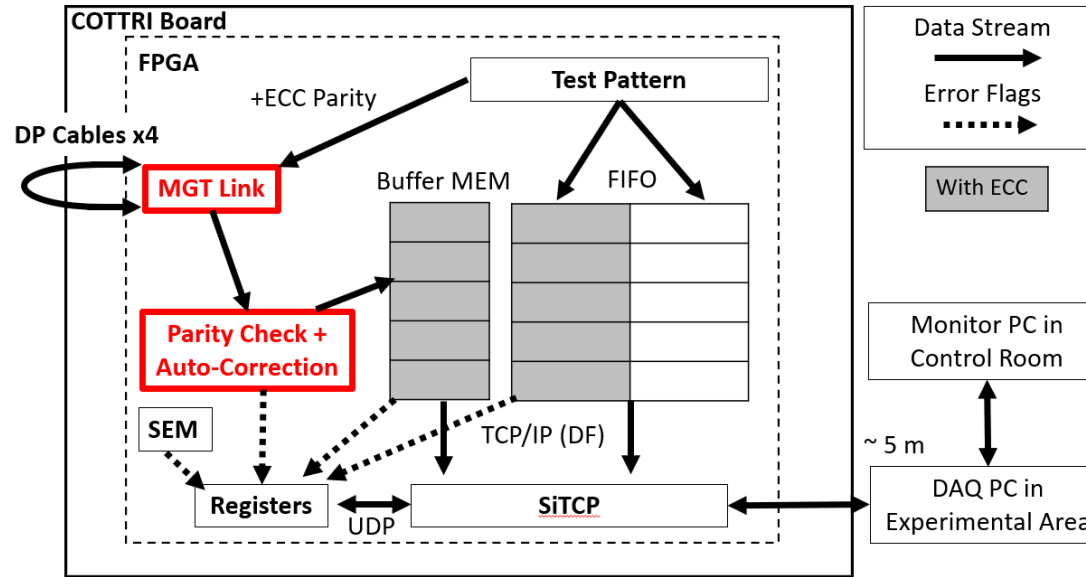 COTTRI Board
FPGA
Test Pattern
+ECC Parity
DP Cables x4
MGT Link
Buffer MEM
FIFO
Parity Check +
Auto-Correction
SEM
TCP/IP (DF)
Registers
UDP
SiTCP
Data Stream
Error Flags
With ECC
Monitor PC in
Control Room
~ 5 m
DAQ PC in
Experimental Area